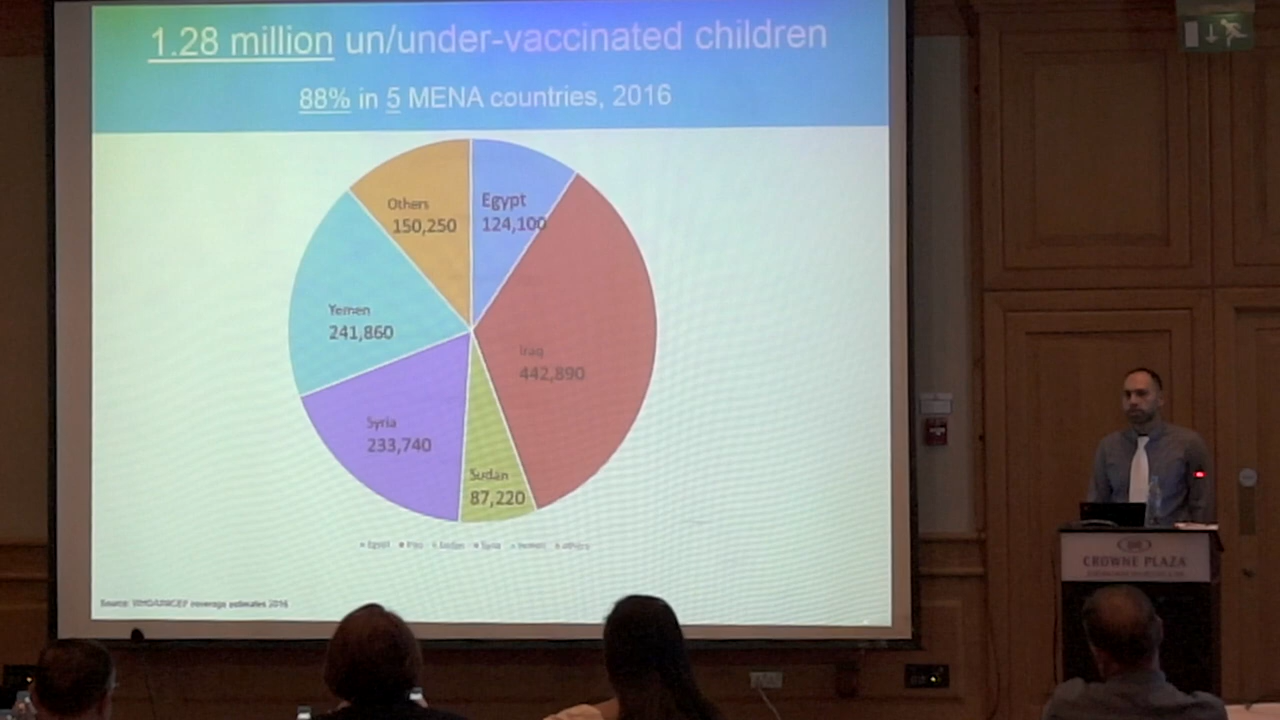 1.28 million un/under-vaccinated children
88% in 5 MENA countries, 2016
Others
150,250
Egypt
124,100
Yemen
241,860
Iraq
442,890
Syria
233,740
Sudan
87,220
Egypt Iraq Sudan Syria Yemen Others
Source: WHO/UNICEF coverage estimates 2016
CROWNE PLAZA